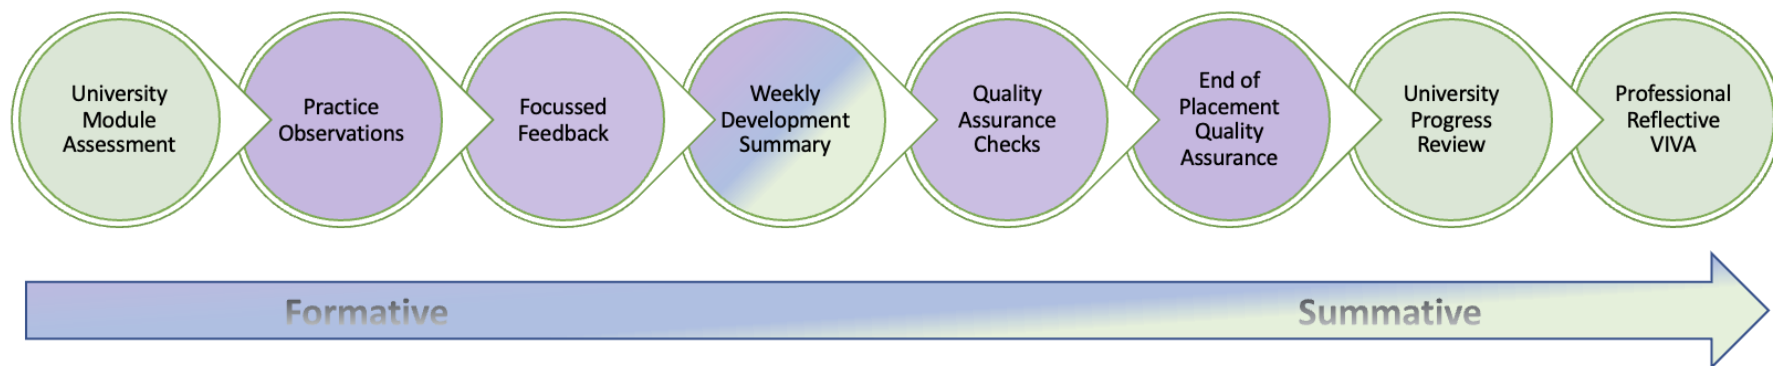 University
Module
Assessment
Practice
Observations
Focussed
Feedback
Weekly
Development
Summary
Quality
Assurance
Checks
End of
Placement
Quality
Assurance
University
Progress
Review
Professional
Reflective
VIVA
Formative
Summative